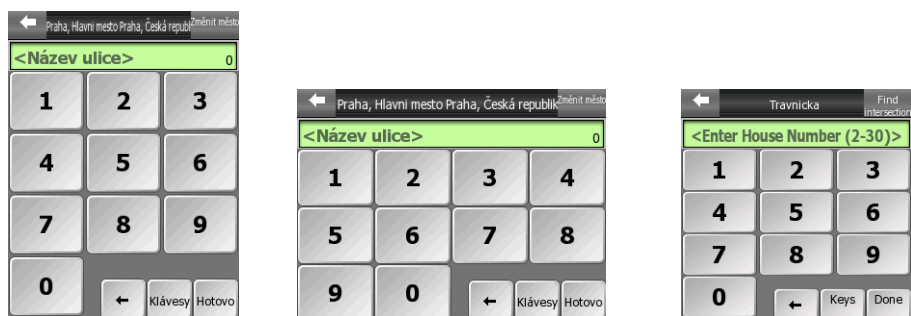 Praha, Hlavni mesto Praha, Česká republ
Změnit město
<Název ulice> 0
1 2 3
4 5 6
7 8 9
0
Klávesy Hotovo
Praha, Hlavni mesto Praha, Česká republik
Změnit město
<Název ulice> 0
1 2 3 4
5 6 7 8
9 0
Klávesy Hotovo
Travnicka
Find
intersection
<Enter House Number (2-30)>
1 2 3
4 5 6
7 8 9
0
Keys Done